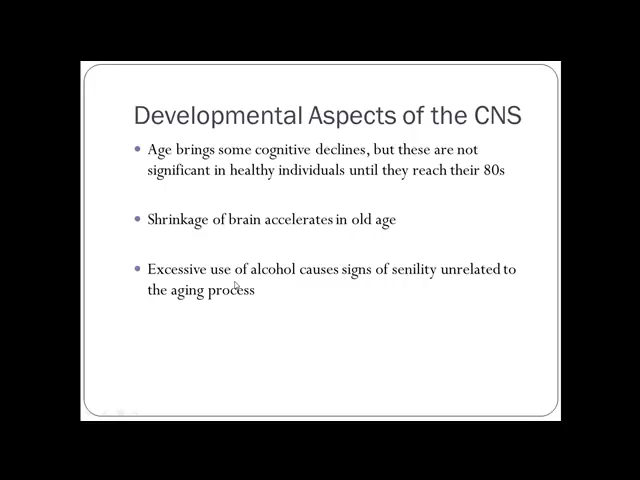 Developmental Aspects of the CNS
• Age brings some cognitive declines, but these are not
significant in healthy individuals until they reach their 80s
• Shrinkage of brain accelerates in old age
• Excessive use of alcohol causes signs of senility unrelated to
the aging process